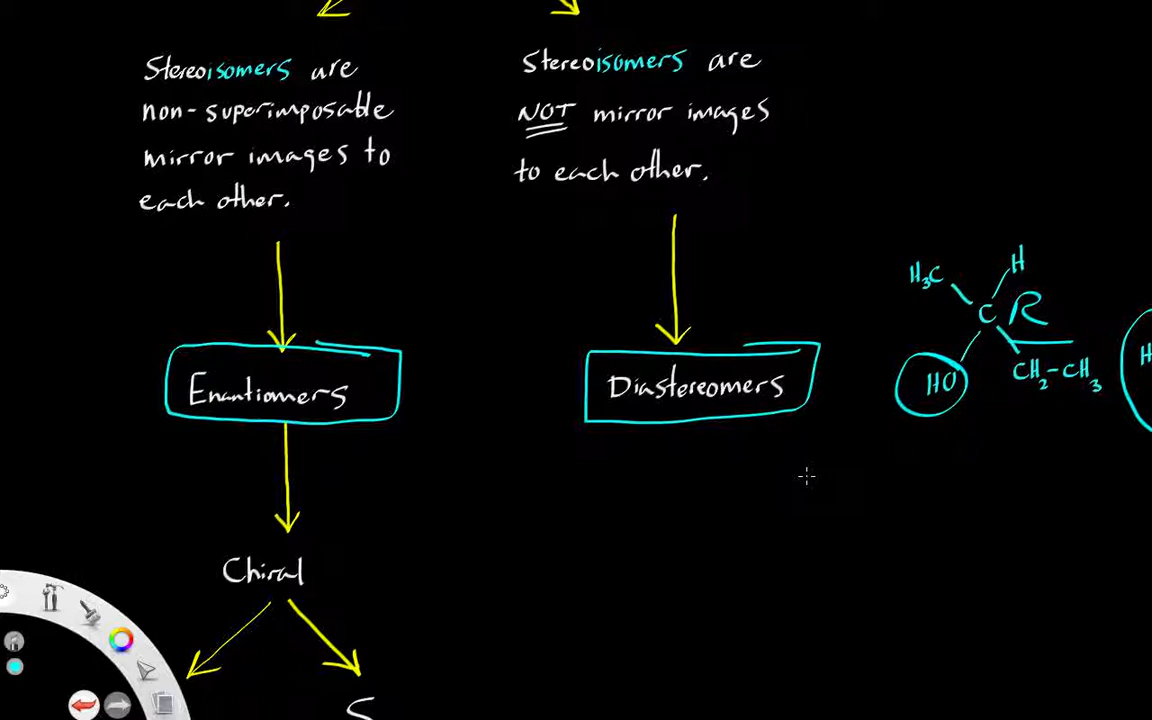 Stereoisomers are
non-superimposable
mirror images to
each other.
Stereoisomers are
NOT mirror images
to each other.
Enantiomers
Diastereomers
Chiral
S
H₃C
H
C R
HO
CH₂-CH₃
H